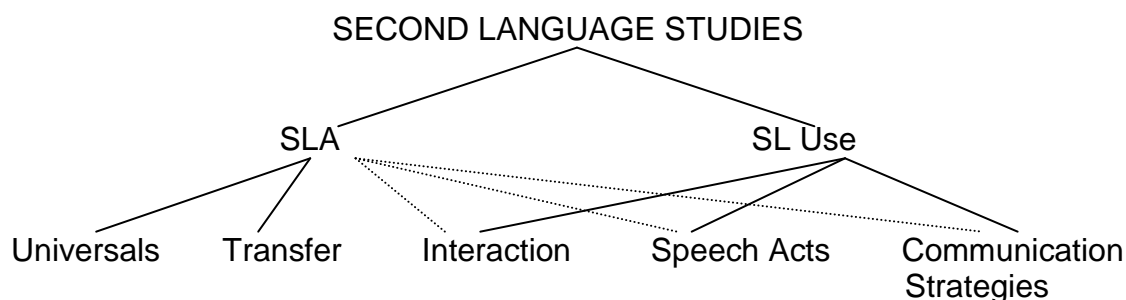 SECOND LANGUAGE STUDIES
SLA SL Use
Universals Transfer Interaction Speech Acts Communication
Strategies